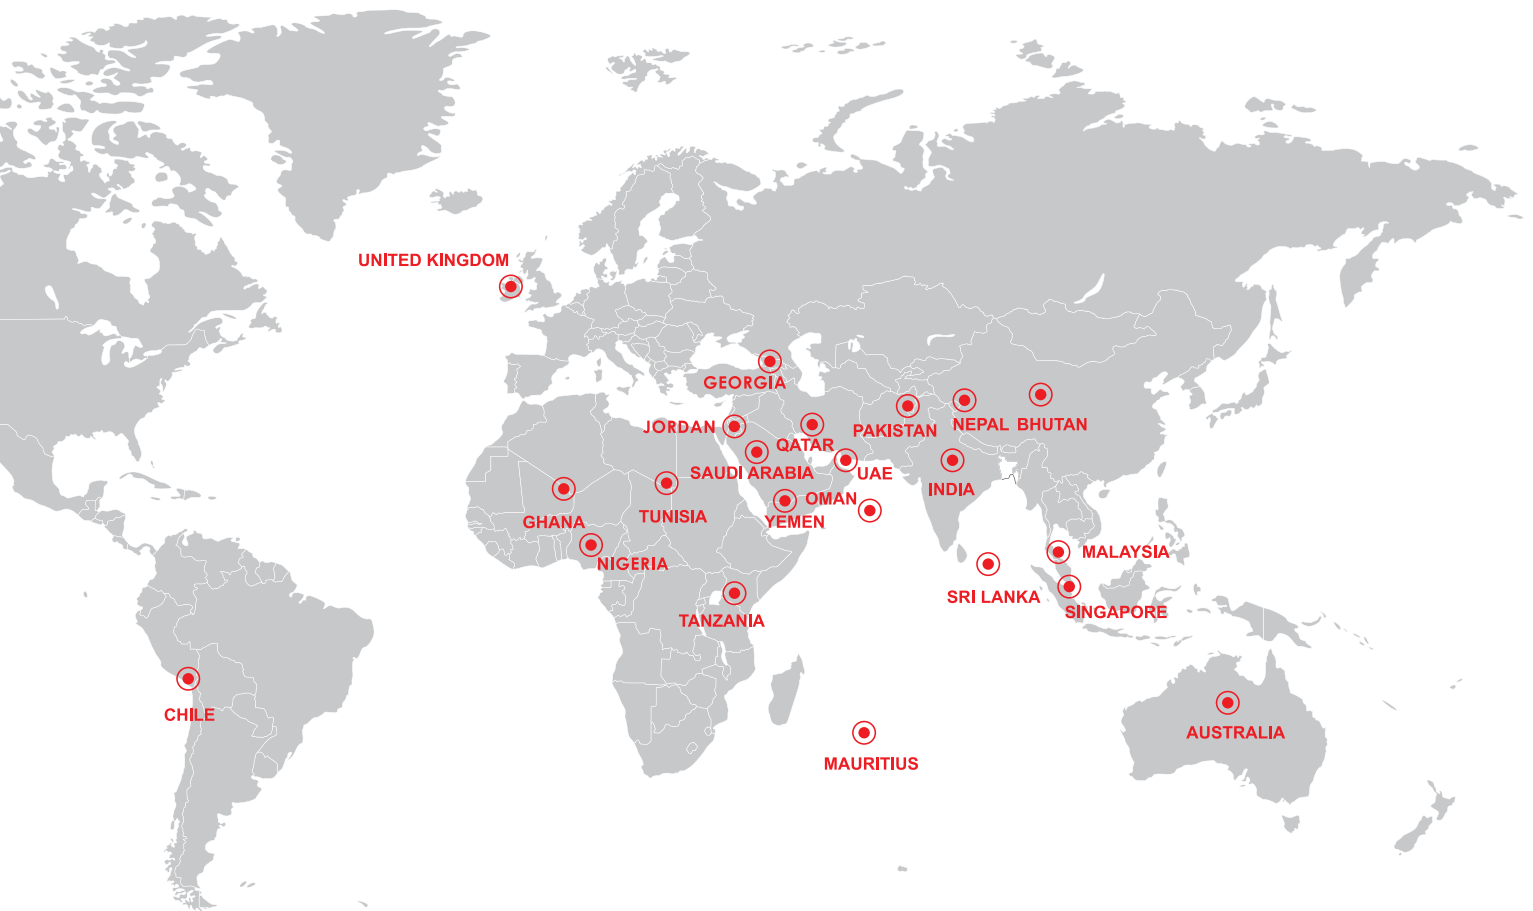 UNITED KINGDOM
GEORGIA
JORDAN
QATAR
PAKISTAN
NEPAL
BHUTAN
SAUDI ARABIA
UAE
INDIA
OMAN
GHANA
TUNISIA
YEMEN
NIGERIA
MALAYSIA
SRI LANKA
SINGAPORE
TANZANIA
CHILE
AUSTRALIA
MAURITIUS